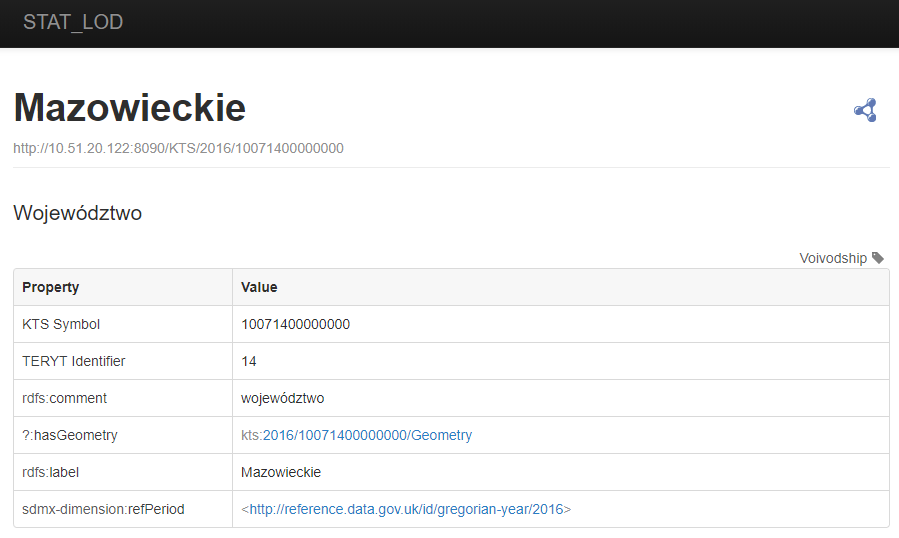 STAT_LOD
Mazowieckie
http://10.51.20.122:8090/KTS/2016/10071400000000
Województwo
Voivodship
Property Value
KTS Symbol 10071400000000
TERYT Identifier 14
rdfs:comment województwo
?:hasGeometry kts:2016/10071400000000/Geometry
rdfs:label Mazowieckie
sdmx-dimension:refPeriod <http://reference.data.gov.uk/id/gregorian-year/2016>